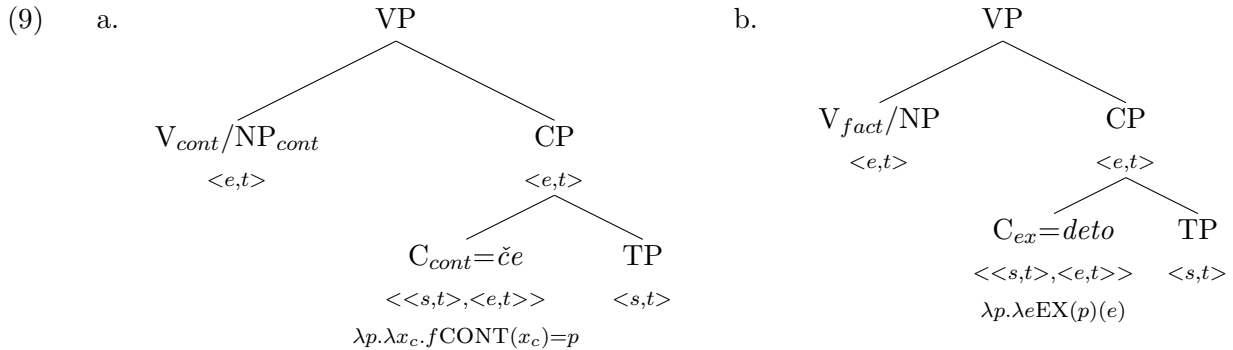 (9) a. VP b. VP
V_cont/NP_cont CP V_fact/NP CP
<e,t> <e,t> <e,t> <e,t>
C_cont=če TP C_ex=deto TP
<<s,t>,<e,t>> <s,t> <<s,t>,<e,t>> <s,t>
λp.λx_c.fCONT(x_c)=p λp.λeEX(p)(e)